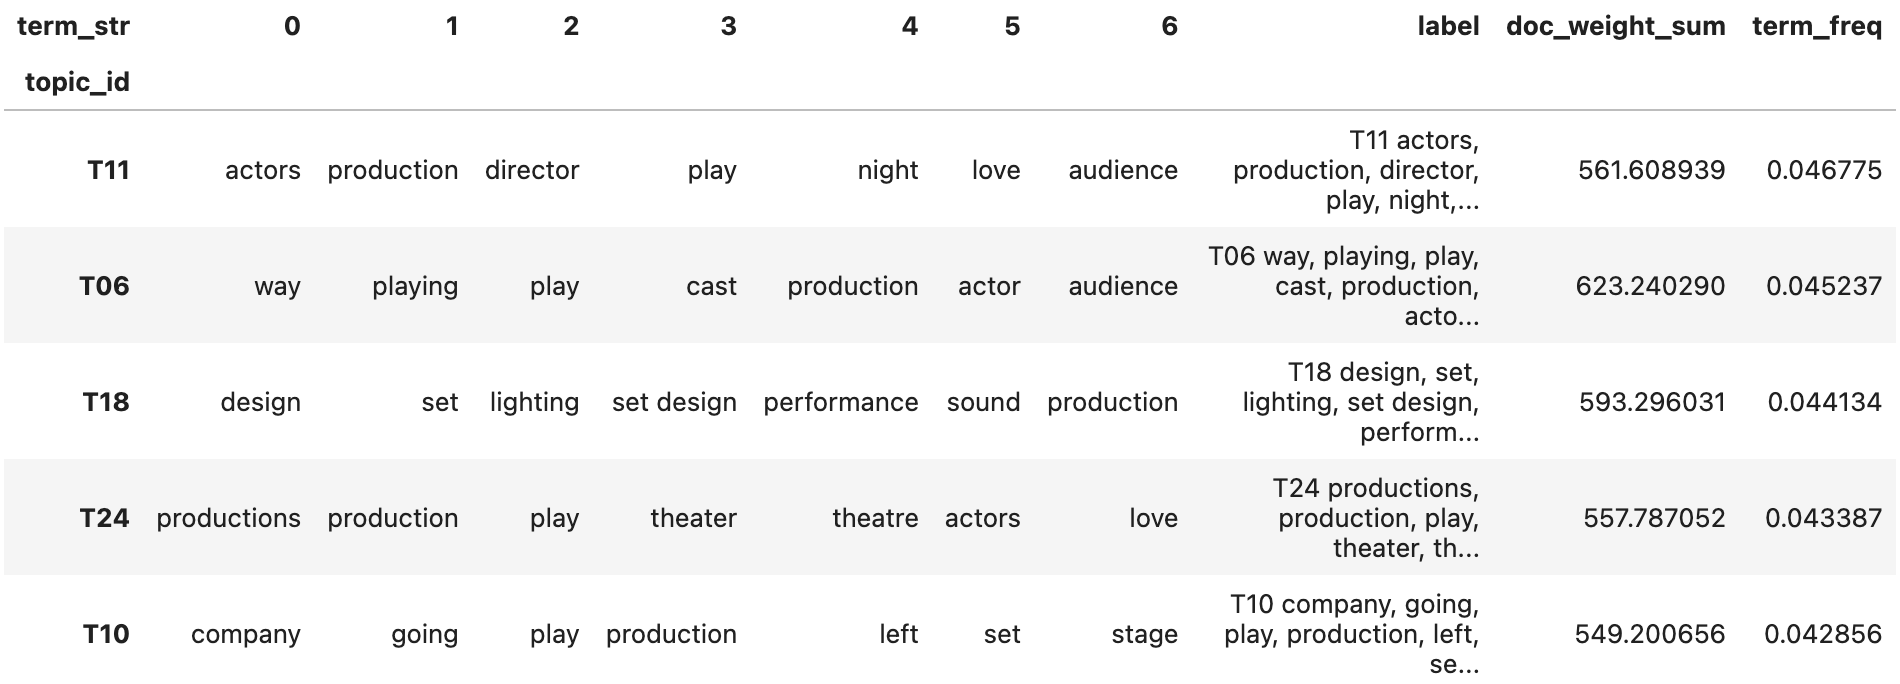 term_str 0 1 2 3 4 5 6 label doc_weight_sum term_freq
topic_id
T11 actors production director play night love audience T11 actors, production, director, play, night,... 561.608939 0.046775
T06 way playing play cast production actor audience T06 way, playing, play, cast, production, acto... 623.240290 0.045237
T18 design set lighting set design performance sound production T18 design, set, lighting, set design, perform... 593.296031 0.044134
T24 productions production play theater theatre actors love T24 productions, production, play, theater, th... 557.787052 0.043387
T10 company going play production left set stage T10 company, going, play, production, left, se... 549.200656 0.042856